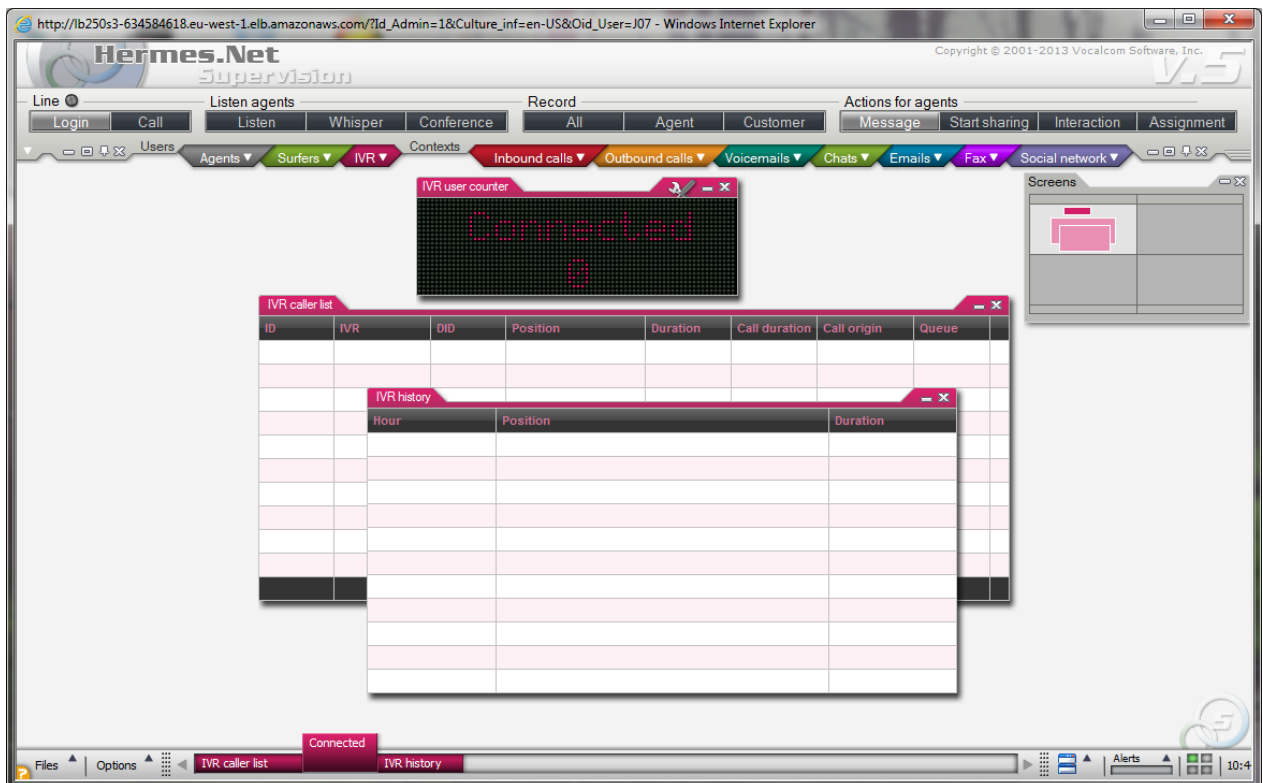 http://lb250s3-634584618.eu-west-1.elb.amazonaws.com/?Id_Admin=1&Culture_inf=en-US&Oid_User=J07 - Windows Internet Explorer
Hermes.Net
Supervision
Copyright © 2001-2013 Vocalcom Software, Inc.
V.5
Line Listen agents Record Actions for agents
Login Call Listen Whisper Conference All Agent Customer Message Start sharing Interaction Assignment
Users Agents Surfers IVR Contexts Inbound calls Outbound calls Voicemails Chats Emails Fax Social network
IVR user counter
Connected
0
Screens
IVR caller list
ID IVR DID Position Duration Call duration Call origin Queue
IVR history
Hour Position Duration
5
Connected
Files Options IVR caller list IVR history Alerts 10:4